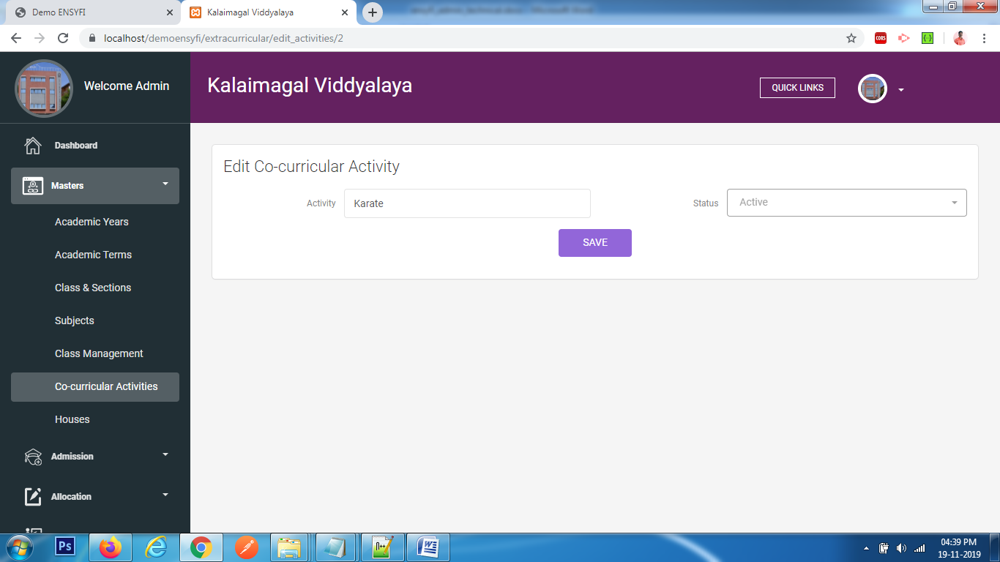 Demo ENSYFI
Kalaimagal Viddyalaya
localhost/demoensyfi/extracurricular/edit_activities/2
CORS
Welcome Admin
Kalaimagal Viddyalaya
QUICK LINKS
Dashboard
Masters
Academic Years
Academic Terms
Class & Sections
Subjects
Class Management
Co-curricular Activities
Houses
Admission
Allocation
Edit Co-curricular Activity
Activity
Karate
Status
Active
SAVE
Ps
04:39 PM
19-11-2019